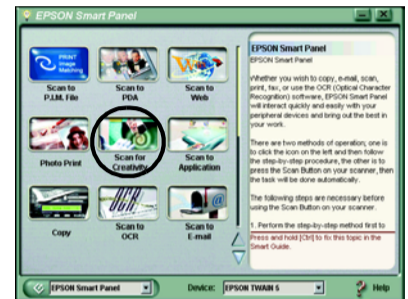 EPSON Smart Panel
PRINT
Image
Matching
Scan to
P.I.M. File
Scan to
PDA
Web
Scan to
Web
Photo Print
Scan for
Creativity
Scan to
Application
Copy
OCR
Scan to
OCR
@
Scan to
E-mail
EPSON Smart Panel
EPSON Smart Panel
Whether you wish to copy, e-mail, scan,
print, fax, or use the OCR (Optical Character
Recognition) software, EPSON Smart Panel
will interact quickly and easily with your
peripheral devices and bring out the best in
your work.
There are two methods of operation; one is
to click the icon on the left and then follow
the step-by-step procedure, the other is to
press the Scan Button on your scanner, then
the task will be done automatically.
The following steps are necessary before
using the Scan Button on your scanner.
1. Perform the step-by-step method first to
Press and hold [Ctrl] to fix this topic in the
Smart Guide.
EPSON Smart Panel
Device: EPSON TWAIN 5
Help